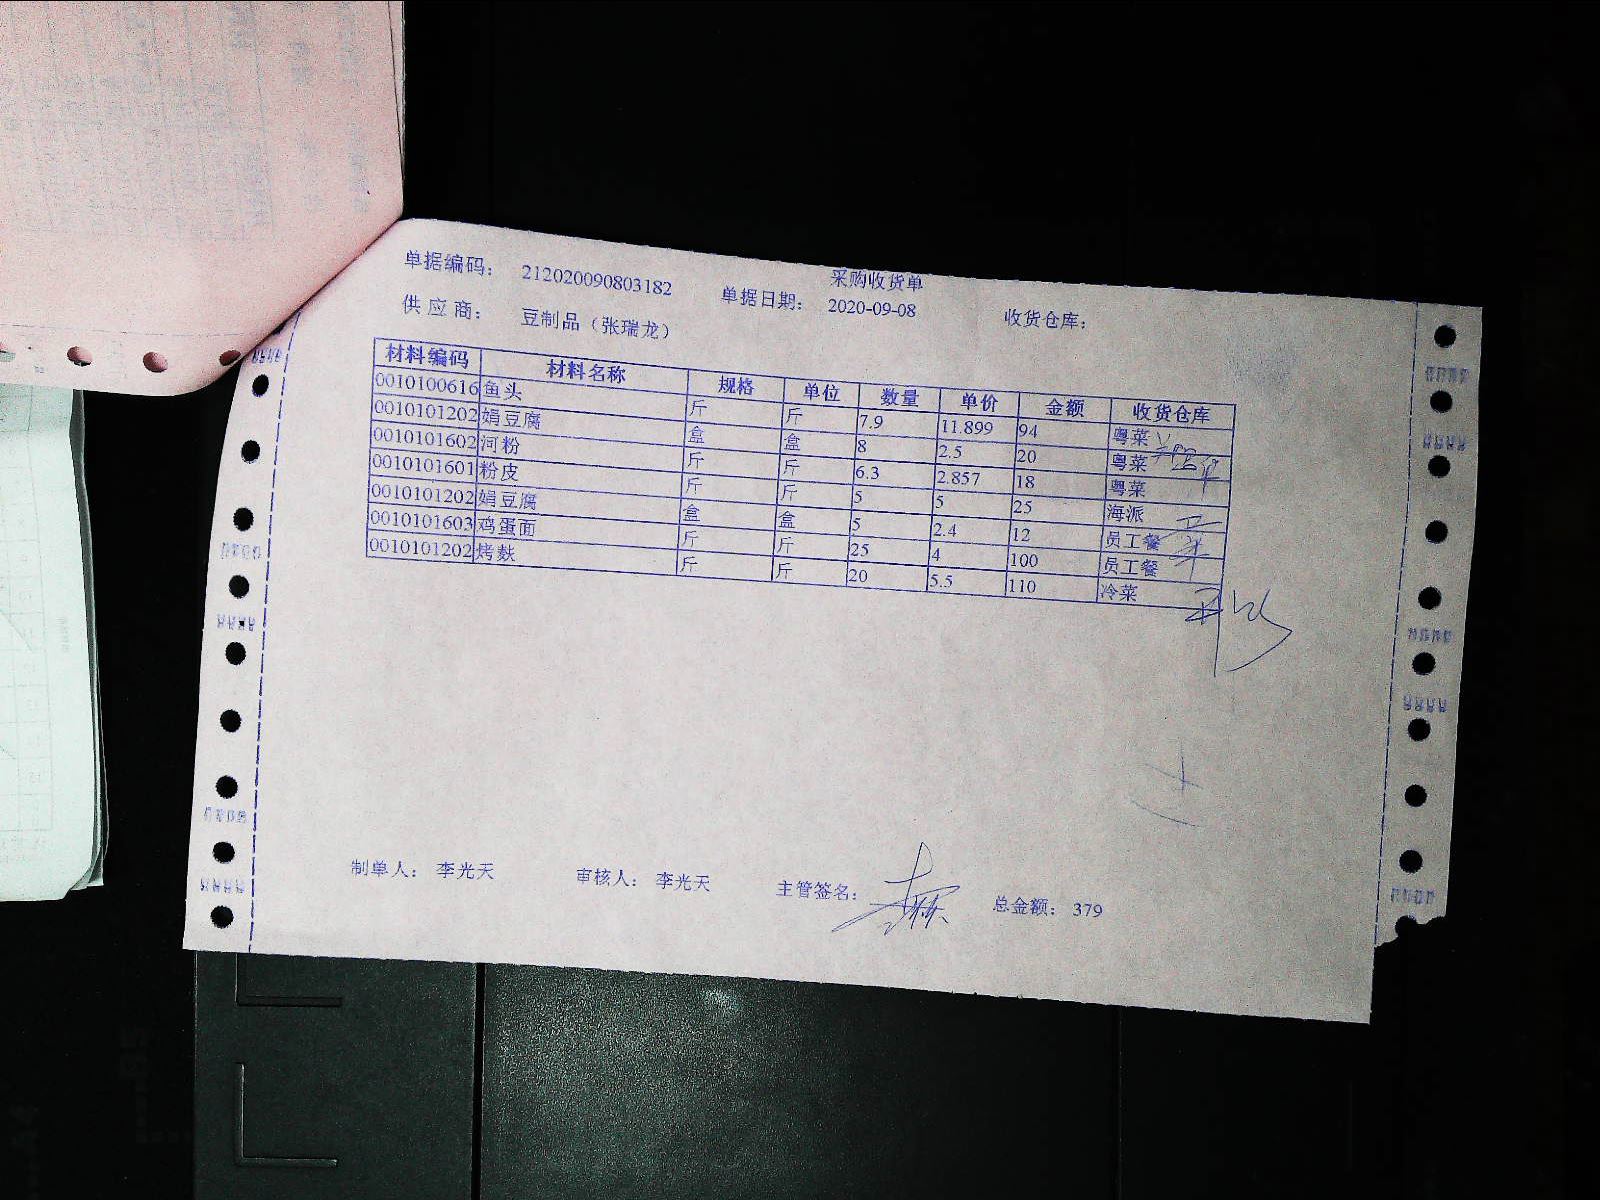 采购收货单
单据编码： 212020090803182 单据日期： 2020-09-08 收货仓库：
供 应 商： 豆制品（张瑞龙）
材料编码 材料名称 规格 单位 数量 单价 金额 收货仓库
0010100616 鱼头 斤 斤 7.9 11.899 94 粤菜
0010101202 娟豆腐 盒 盒 8 2.5 20 粤菜
0010101602 河粉 斤 斤 6.3 2.857 18 粤菜
0010101601 粉皮 斤 斤 5 5 25 海派
0010101202 娟豆腐 盒 盒 5 2.4 12 员工餐
0010101603 鸡蛋面 斤 斤 25 4 100 员工餐
0010101202 烤麸 斤 斤 20 5.5 110 冷菜
制单人： 李光天 审核人： 李光天 主管签名： 总金额： 379